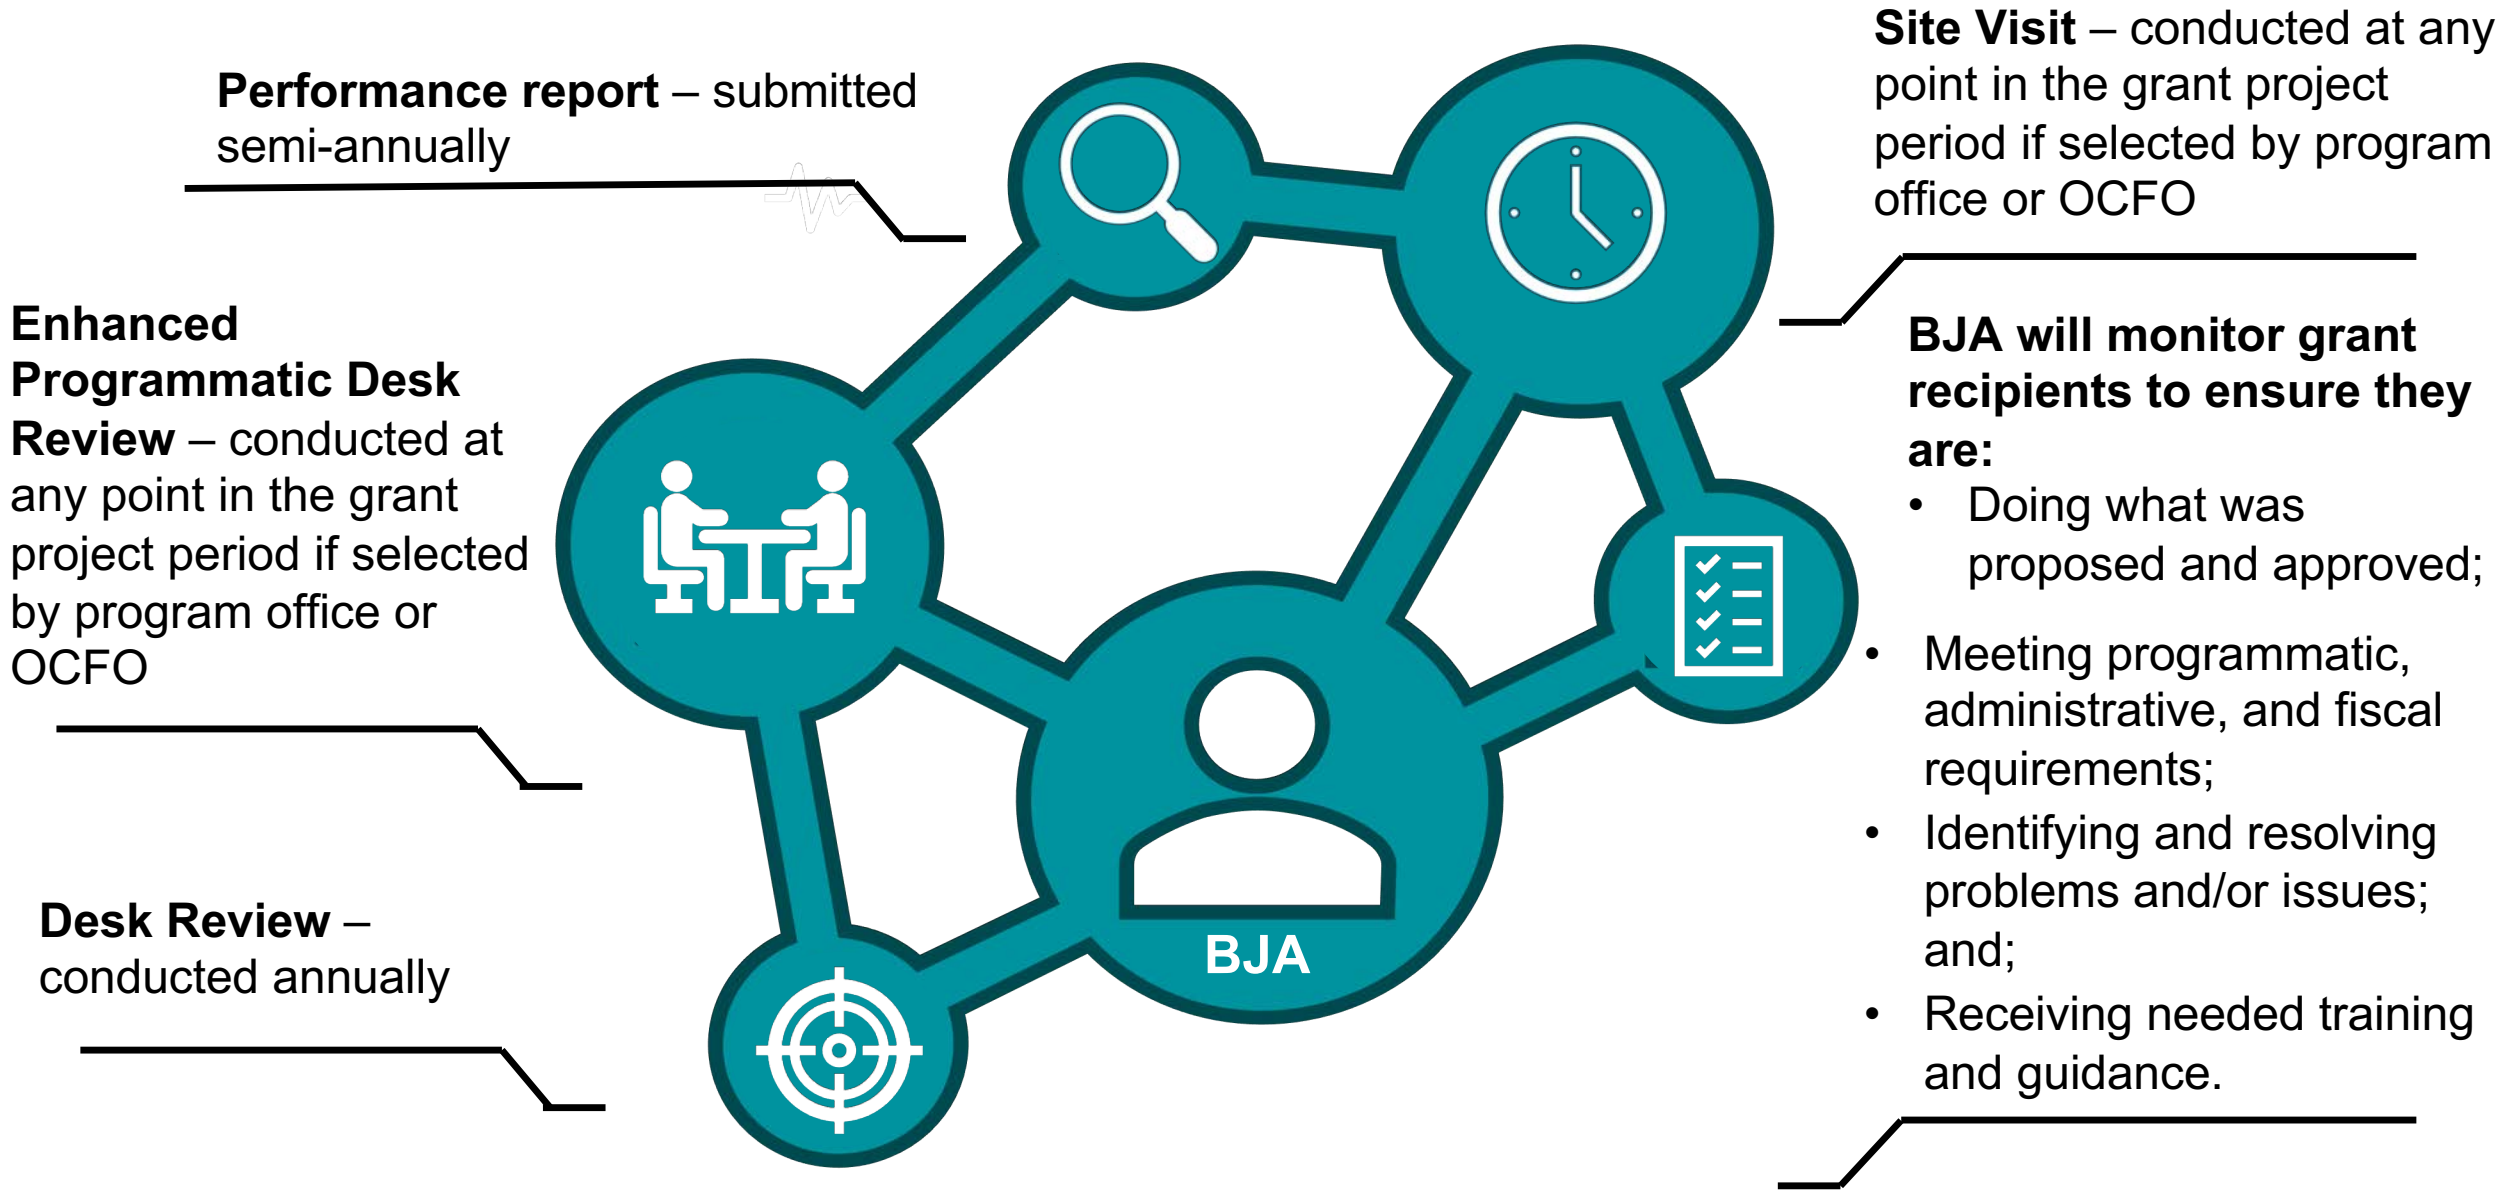 Performance report – submitted
semi-annually
Enhanced
Programmatic Desk
Review – conducted at
any point in the grant
project period if selected
by program office or
OCFO
Desk Review –
conducted annually
BJA
Site Visit – conducted at any
point in the grant project
period if selected by program
office or OCFO
BJA will monitor grant
recipients to ensure they
are:
• Doing what was
proposed and approved;
• Meeting programmatic,
administrative, and fiscal
requirements;
• Identifying and resolving
problems and/or issues;
and;
• Receiving needed training
and guidance.